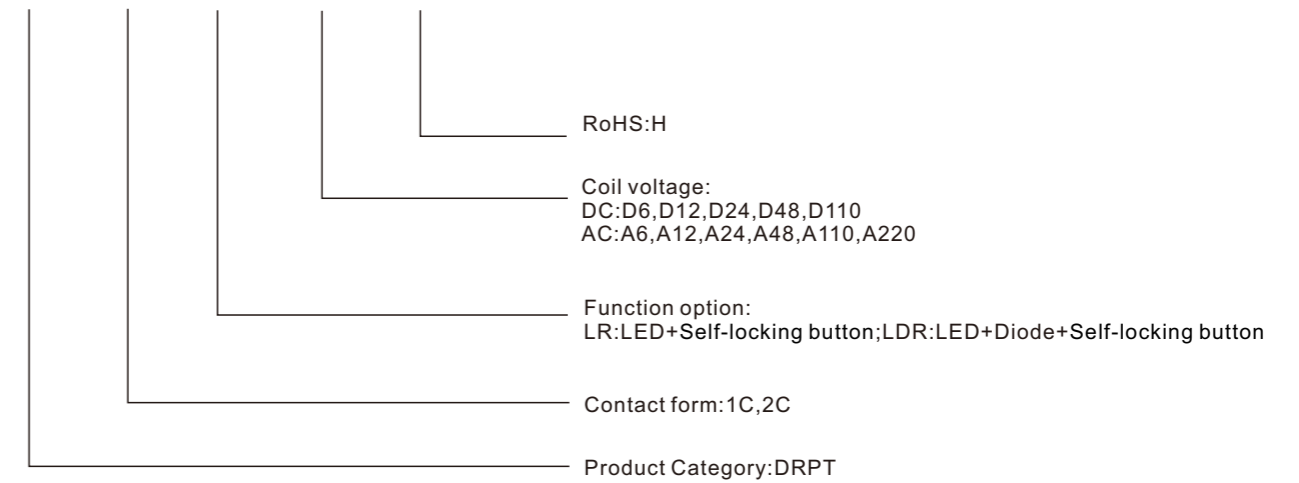 RoHS:H
Coil voltage:
DC:D6,D12,D24,D48,D110
AC:A6,A12,A24,A48,A110,A220
Function option:
LR:LED+Self-locking button;LDR:LED+Diode+Self-locking button
Contact form:1C,2C
Product Category:DRPT